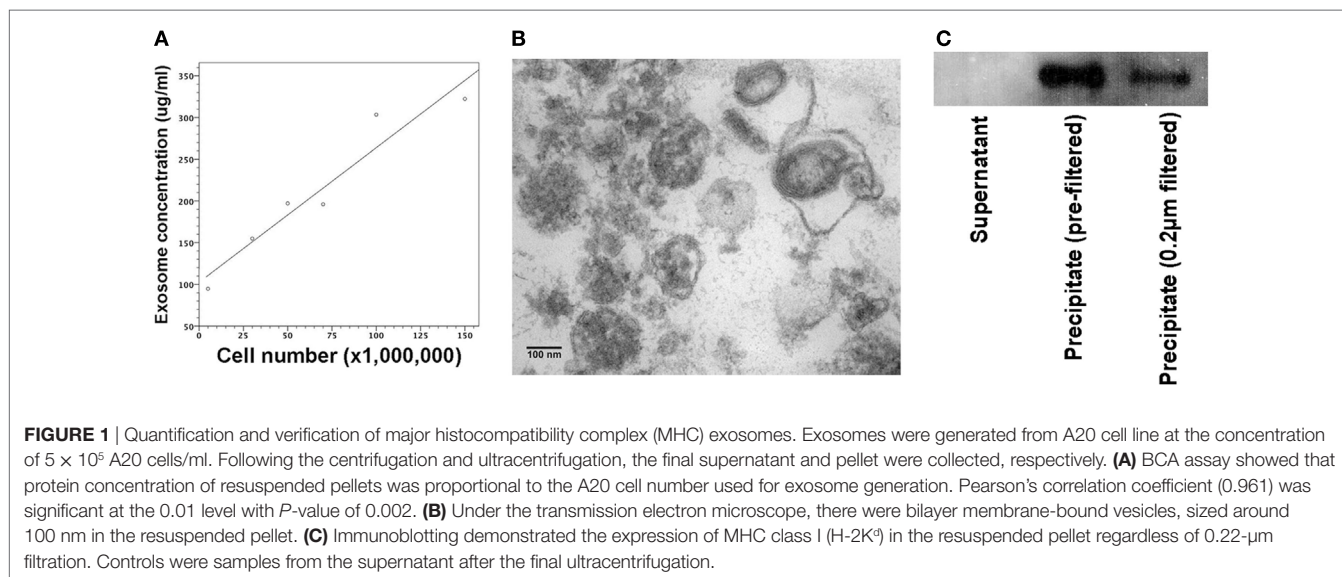 A
B
C
Exosome concentration (ug/ml)
350
300
250
200
150
100
50
0
50
100
150
Cell number (x1,000,000)
100 nm
Supernatant
Precipitate (pre-filtered)
Precipitate (0.2µm filtered)
FIGURE 1 | Quantification and verification of major histocompatibility complex (MHC) exosomes. Exosomes were generated from A20 cell line at the concentration
of 5 × 10⁵ A20 cells/ml. Following the centrifugation and ultracentrifugation, the final supernatant and pellet were collected, respectively. (A) BCA assay showed that
protein concentration of resuspended pellets was proportional to the A20 cell number used for exosome generation. Pearson's correlation coefficient (0.961) was
significant at the 0.01 level with P-value of 0.002. (B) Under the transmission electron microscope, there were bilayer membrane-bound vesicles, sized around
100 nm in the resuspended pellet. (C) Immunoblotting demonstrated the expression of MHC class I (H-2Kᵈ) in the resuspended pellet regardless of 0.22-µm
filtration. Controls were samples from the supernatant after the final ultracentrifugation.